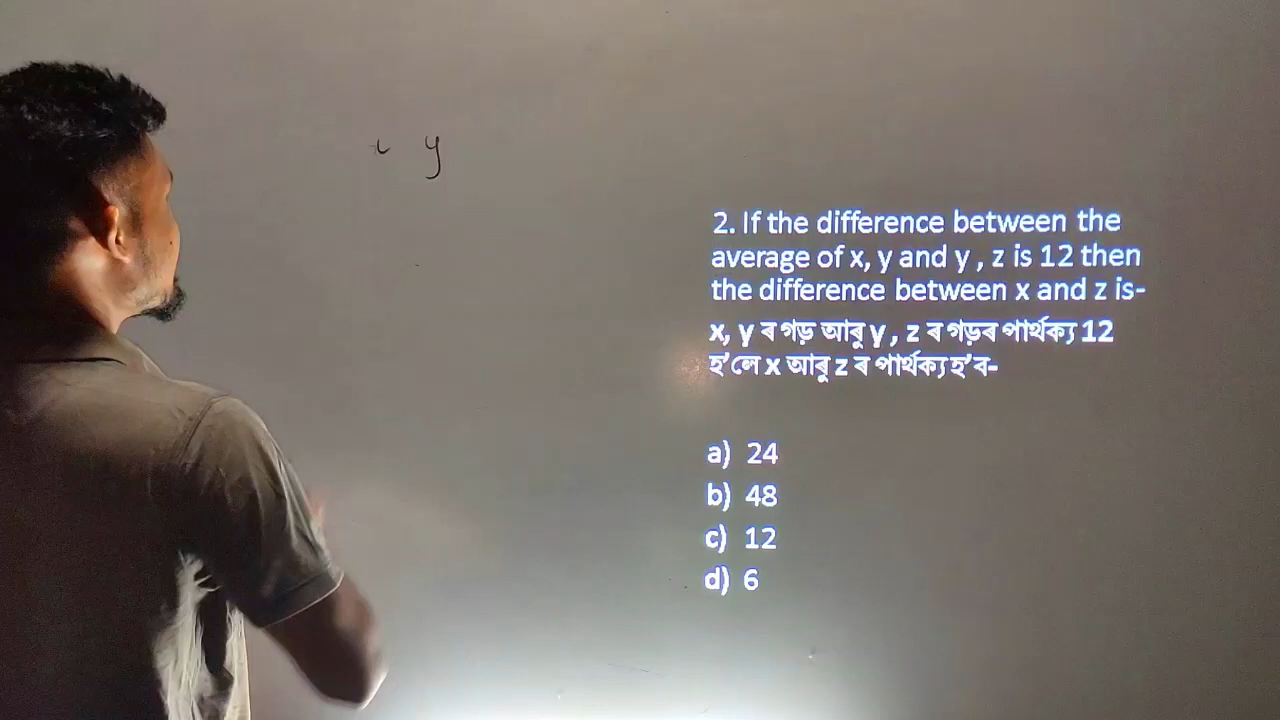 x y
2. If the difference between the
average of x, y and y , z is 12 then
the difference between x and z is-
x, y ৰ গড় আৰু y , z ৰ গড়ৰ পাৰ্থক্য 12
হ’লে x আৰু z ৰ পাৰ্থক্য হ’ব-
a) 24
b) 48
c) 12
d) 6